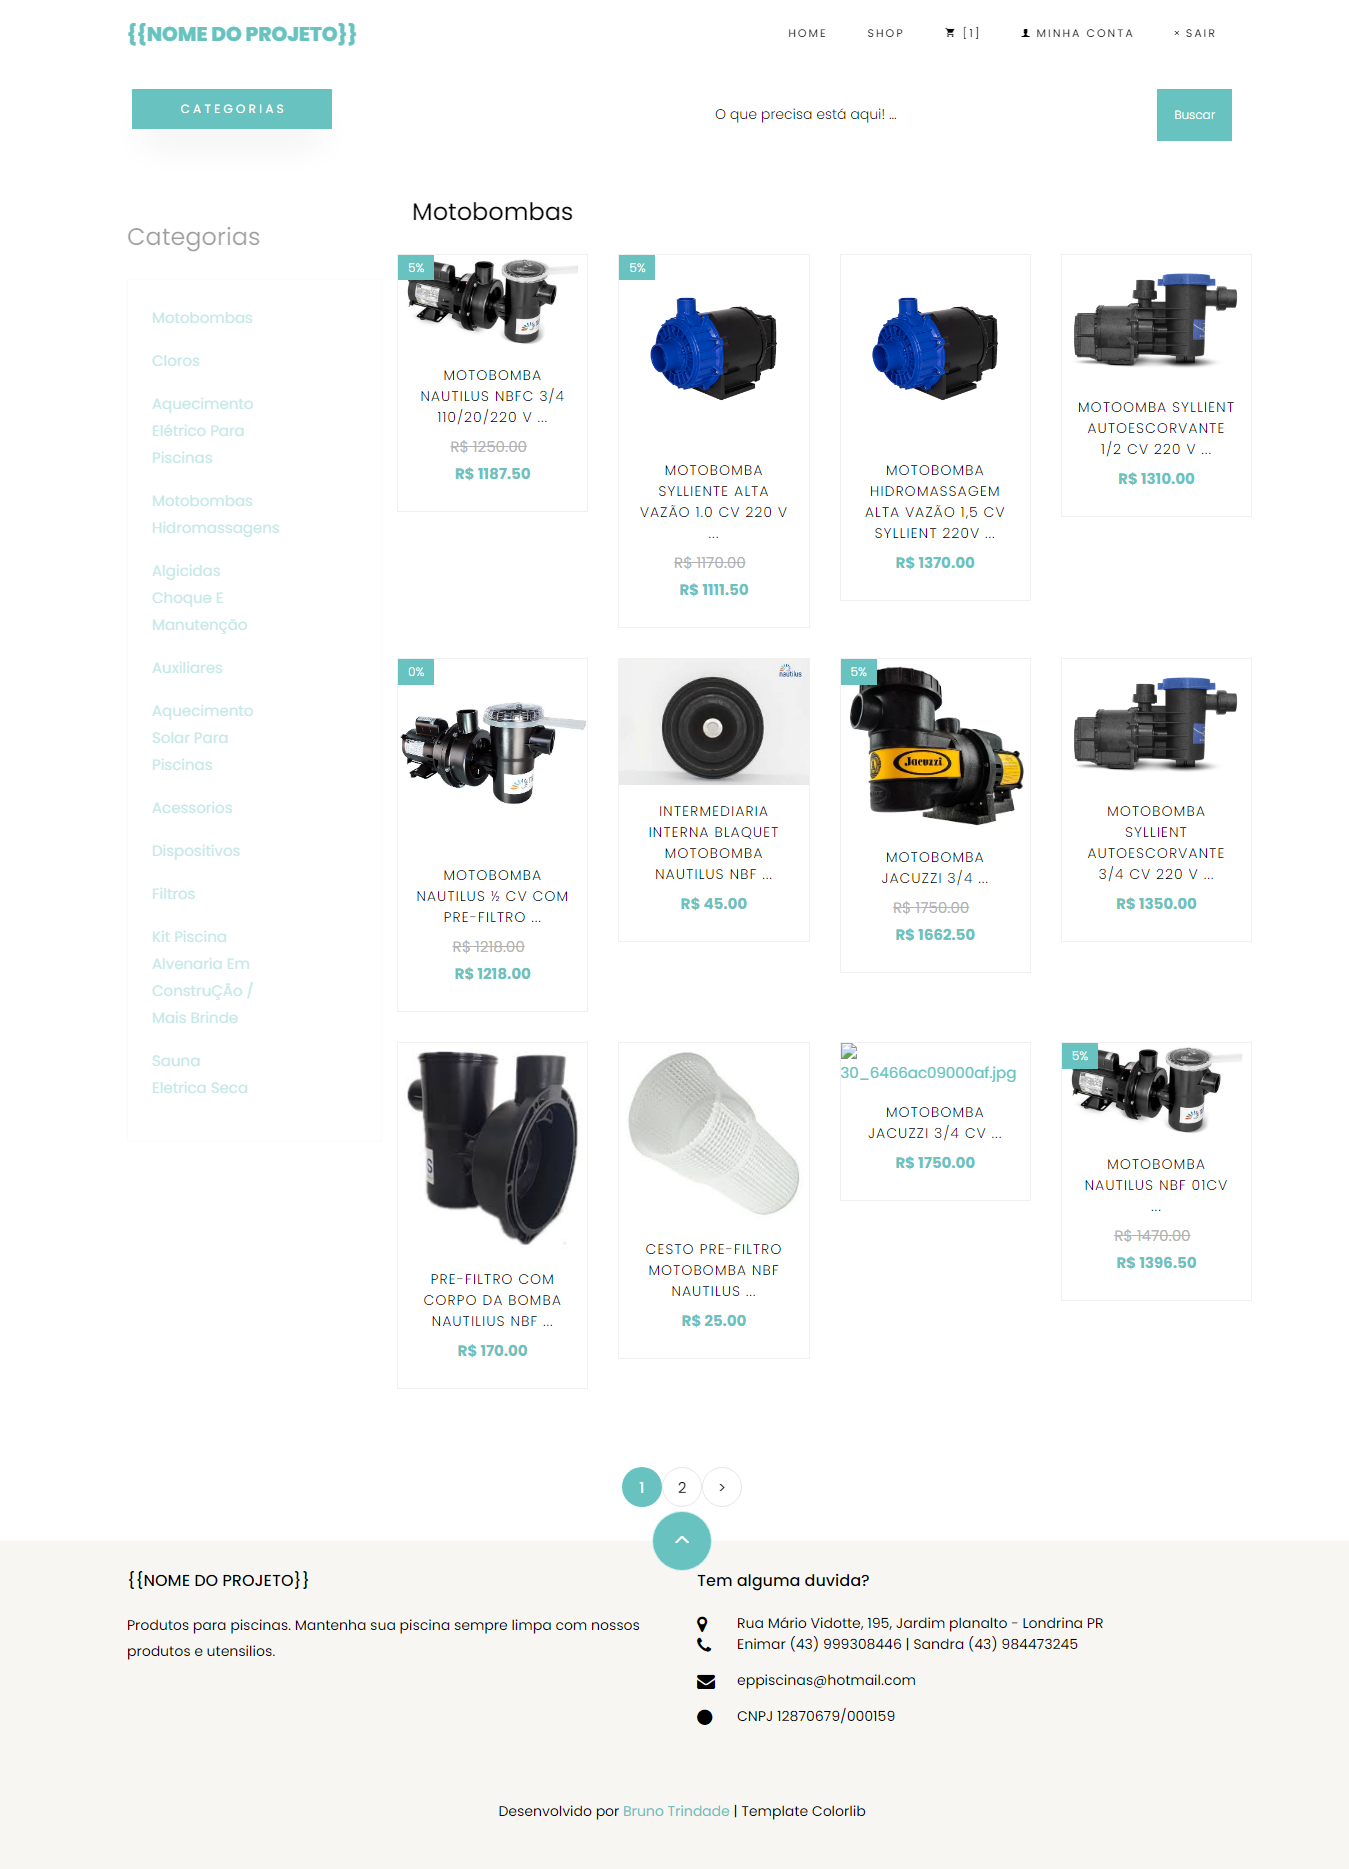 {{NOME DO PROJETO}}
HOME
SHOP
[1]
MINHA CONTA
× SAIR
CATEGORIAS
O que precisa está aqui! ...
Buscar
Categorias
Motobombas
Cloros
Aquecimento
Elétrico Para
Piscinas
Motobombas
Hidromassagens
Algicidas
Choque E
Manutenção
Auxiliares
Aquecimento
Solar Para
Piscinas
Acessorios
Dispositivos
Filtros
Kit Piscina
Alvenaria Em
ConstruÇÃo /
Mais Brinde
Sauna
Eletrica Seca
Motobombas
5%
MOTOBOMBA
NAUTILUS NBFC 3/4
110/20/220 V ...
R$ 1250.00
R$ 1187.50
5%
MOTOBOMBA
SYLLIENTE ALTA
VAZÃO 1.0 CV 220 V
...
R$ 1170.00
R$ 1111.50
MOTOBOMBA
HIDROMASSAGEM
ALTA VAZÃO 1,5 CV
SYLLIENT 220V ...
R$ 1370.00
MOTOOMBA SYLLIENT
AUTOESCORVANTE
1/2 CV 220 V ...
R$ 1310.00
0%
MOTOBOMBA
NAUTILUS ½ CV COM
PRE-FILTRO ...
R$ 1218.00
R$ 1218.00
nautilus
INTERMEDIARIA
INTERNA BLAQUET
MOTOBOMBA
NAUTILUS NBF ...
R$ 45.00
5%
Jacuzzi
MOTOBOMBA
JACUZZI 3/4 ...
R$ 1750.00
R$ 1662.50
MOTOBOMBA
SYLLIENT
AUTOESCORVANTE
3/4 CV 220 V ...
R$ 1350.00
PRE-FILTRO COM
CORPO DA BOMBA
NAUTILIUS NBF ...
R$ 170.00
CESTO PRE-FILTRO
MOTOBOMBA NBF
NAUTILUS ...
R$ 25.00
30_6466ac09000af.jpg
MOTOBOMBA
JACUZZI 3/4 CV ...
R$ 1750.00
5%
MOTOBOMBA
NAUTILUS NBF 01CV
...
R$ 1470.00
R$ 1396.50
1
2
>
{{NOME DO PROJETO}}
Produtos para piscinas. Mantenha sua piscina sempre limpa com nossos
produtos e utensilios.
Tem alguma duvida?
Rua Mário Vidotte, 195, Jardim planalto - Londrina PR
Enimar (43) 999308446 | Sandra (43) 984473245
eppiscinas@hotmail.com
CNPJ 12870679/000159
Desenvolvido por Bruno Trindade | Template Colorlib